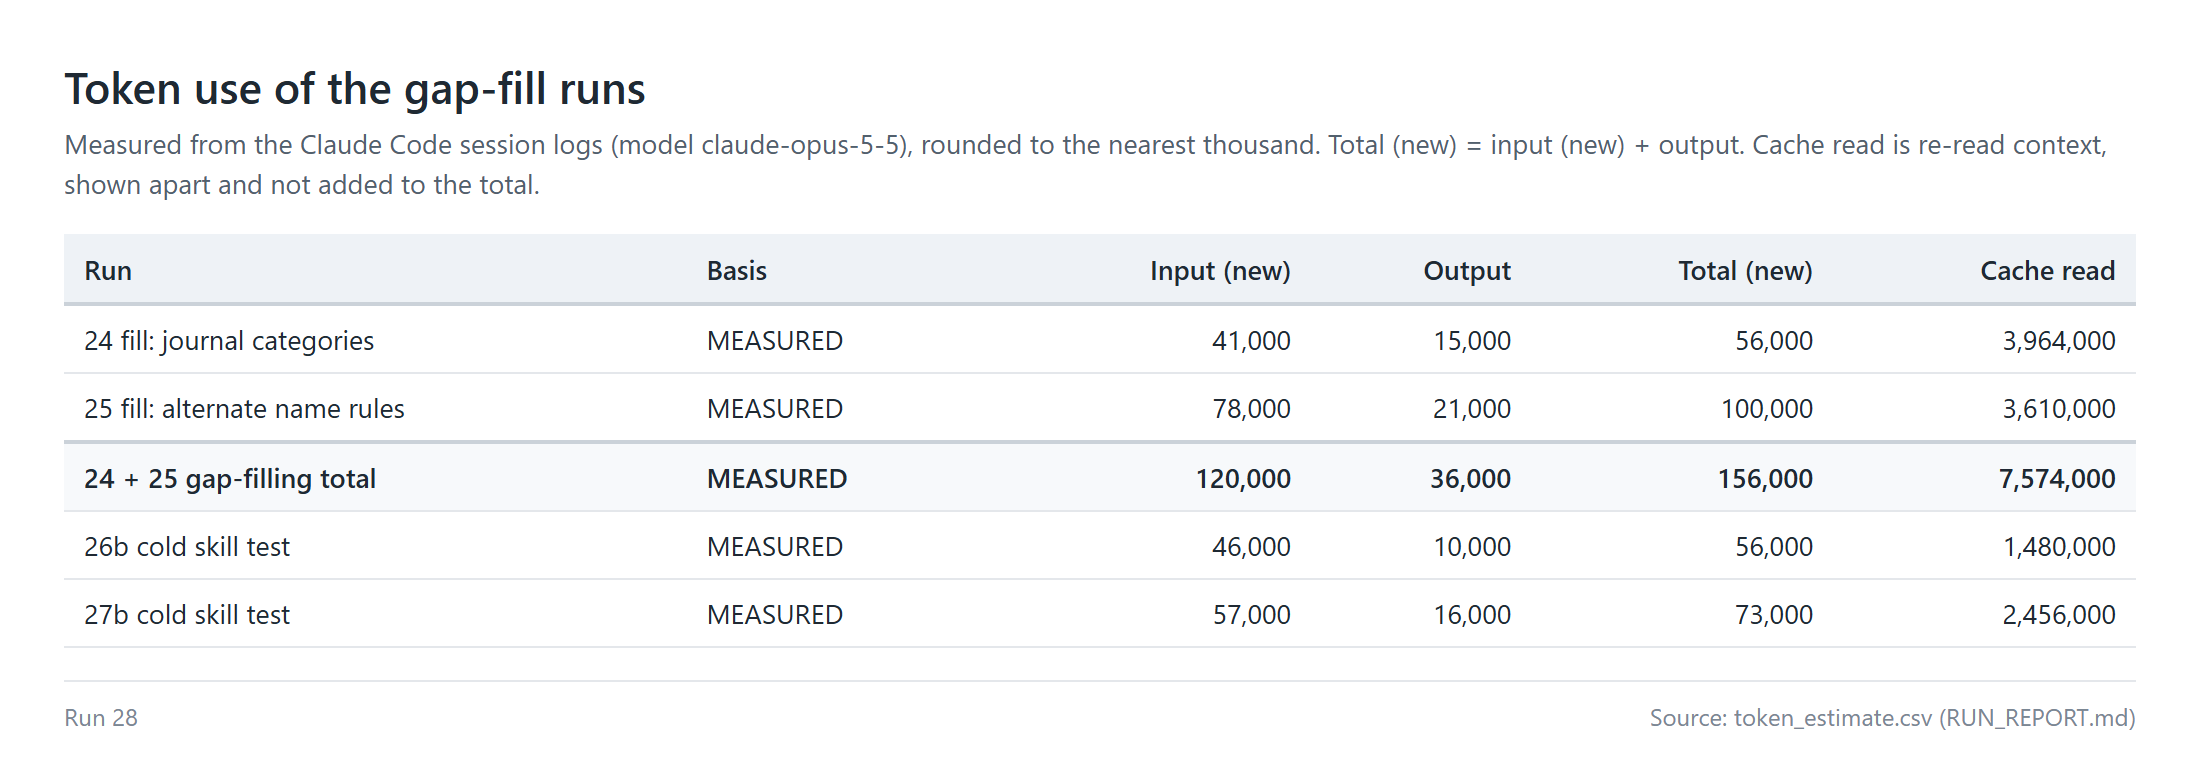 Token use of the gap-fill runs
Measured from the Claude Code session logs (model claude-opus-5-5), rounded to the nearest thousand. Total (new) = input (new) + output. Cache read is re-read context,
shown apart and not added to the total.
Run Basis Input (new) Output Total (new) Cache read
24 fill: journal categories MEASURED 41,000 15,000 56,000 3,964,000
25 fill: alternate name rules MEASURED 78,000 21,000 100,000 3,610,000
24 + 25 gap-filling total MEASURED 120,000 36,000 156,000 7,574,000
26b cold skill test MEASURED 46,000 10,000 56,000 1,480,000
27b cold skill test MEASURED 57,000 16,000 73,000 2,456,000
Run 28 Source: token_estimate.csv (RUN_REPORT.md)